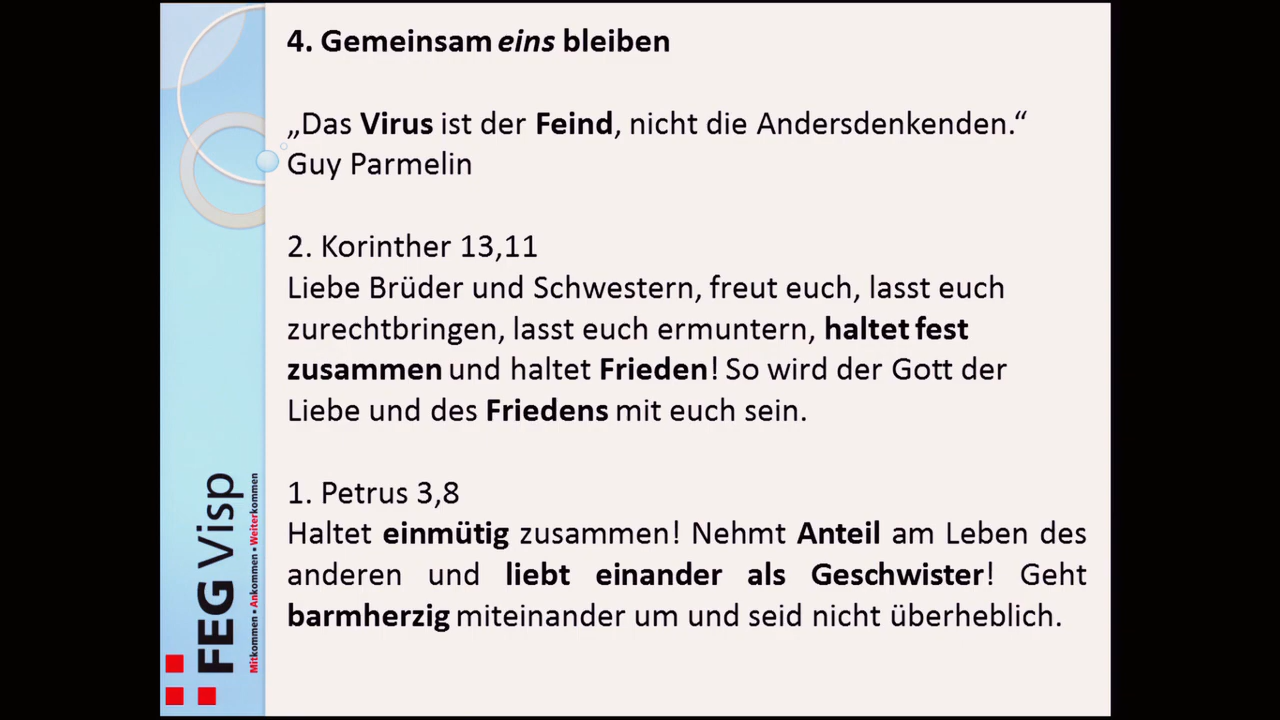 4. Gemeinsam eins bleiben
„Das Virus ist der Feind, nicht die Andersdenkenden.“
Guy Parmelin
2. Korinther 13,11
Liebe Brüder und Schwestern, freut euch, lasst euch
zurechtbringen, lasst euch ermuntern, haltet fest
zusammen und haltet Frieden! So wird der Gott der
Liebe und des Friedens mit euch sein.
1. Petrus 3,8
Haltet einmütig zusammen! Nehmt Anteil am Leben des
anderen und liebt einander als Geschwister! Geht
barmherzig miteinander um und seid nicht überheblich.
FEG Visp
Mitkommen • Ankommen • Weiterkommen